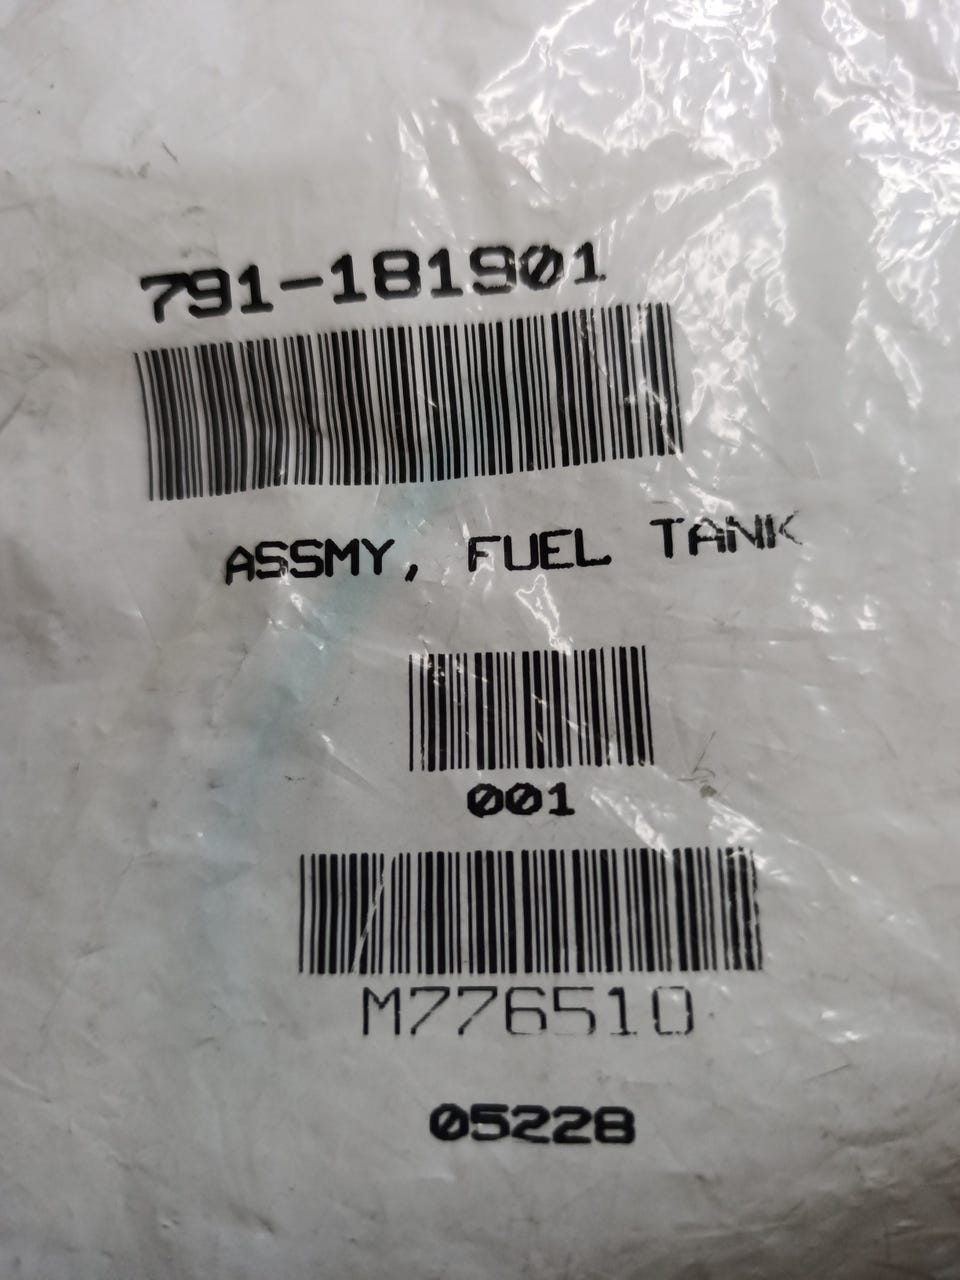 791-181901
ASSMY, FUEL TANK
001
M776510
05228